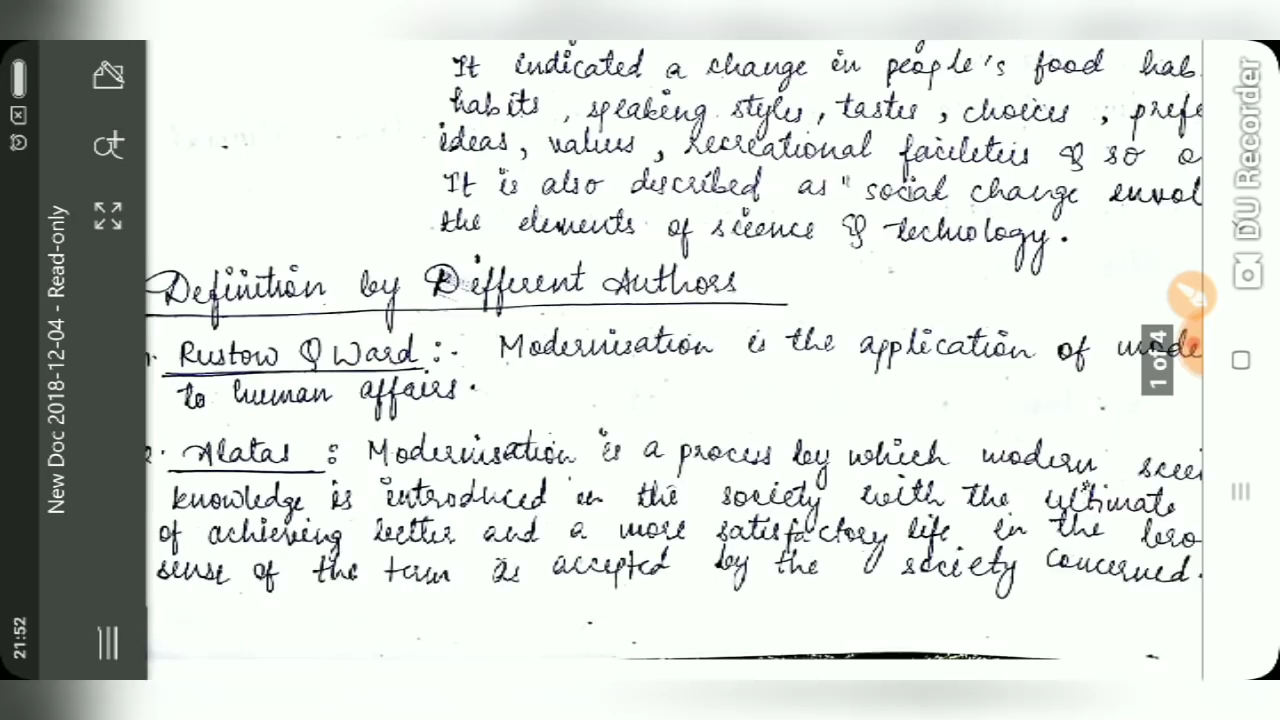 It indicated a change in people's food hab
habits, speaking styles, tastes, choices, prefe
ideas, values, recreational facileteis & so o
It is also described as "social change envol
the elements of science & technology.
Definition by Different Authors
Rustow & Ward :- Modernisation is the application of mode
to human affairs.
Alatas : Modernisation is a process by which modern scei
knowledge is introduced in the society with the ultimate
of achieving better and a more satisfactory life in the bro
sense of the term as accepted by the society concerned.
New Doc 2018-12-04 - Read-only
21:52
1 of 4
DU Recorder